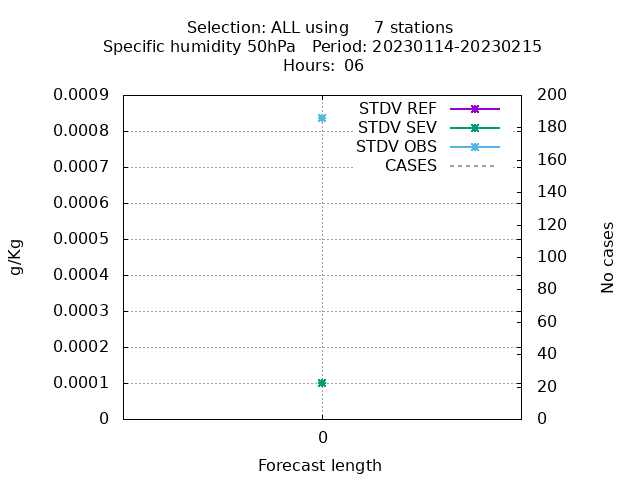 Selection: ALL using     7 stations
Specific humidity 50hPa   Period: 20230114-20230215
Hours:  06
STDV REF
STDV SEV
STDV OBS
CASES
0.0009
0.0008
0.0007
0.0006
0.0005
0.0004
0.0003
0.0002
0.0001
0
200
180
160
140
120
100
80
60
40
20
0
g/Kg
No cases
0
Forecast length